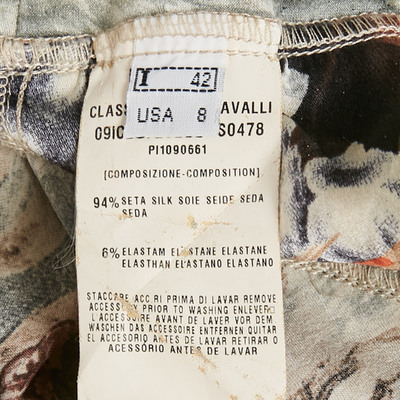 I 42
USA 8
CLASS AVALLI
S0478
PI1090661
[COMPOSIZIONE-COMPOSITION]
94% SETA SILK SOIE SEIDE SEDA
SEDA
6% ELASTAM ELASTANE ELASTANE
ELASTHAN ELASTANO ELASTANO
STACCARE ACC.RI PRIMA DI LAVAR REMOVE
ACCESSORY PRIOR TO WASHING ENLEVER
L'ACCESSOIRE AVANT DE LAVER VOR DEM
WASCHEN DAS ACCESSOIRE ENTFERNEN QUITAR
EL ACCESORIO ANTES DE LAVAR RETIRAR O
ACESSÓRIO ANTES DE LAVAR